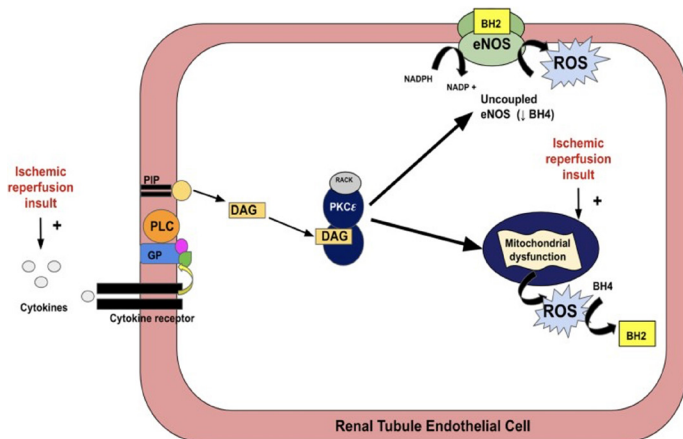 BH2
eNOS
ROS
NADPH
NADP +
Uncoupled
eNOS (↓ BH4)
Ischemic
reperfusion
insult
+
Cytokines
PIP
PLC
GP
Cytokine receptor
DAG
RACK
PKCε
DAG
Ischemic
reperfusion
insult
+
Mitochondrial
dysfunction
ROS
BH4
BH2
Renal Tubule Endothelial Cell